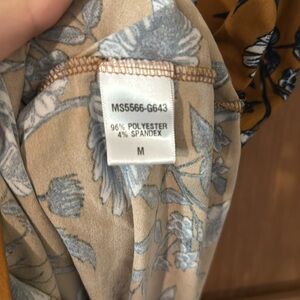 MS5566-G643
96% POLYESTER
4% SPANDEX
M